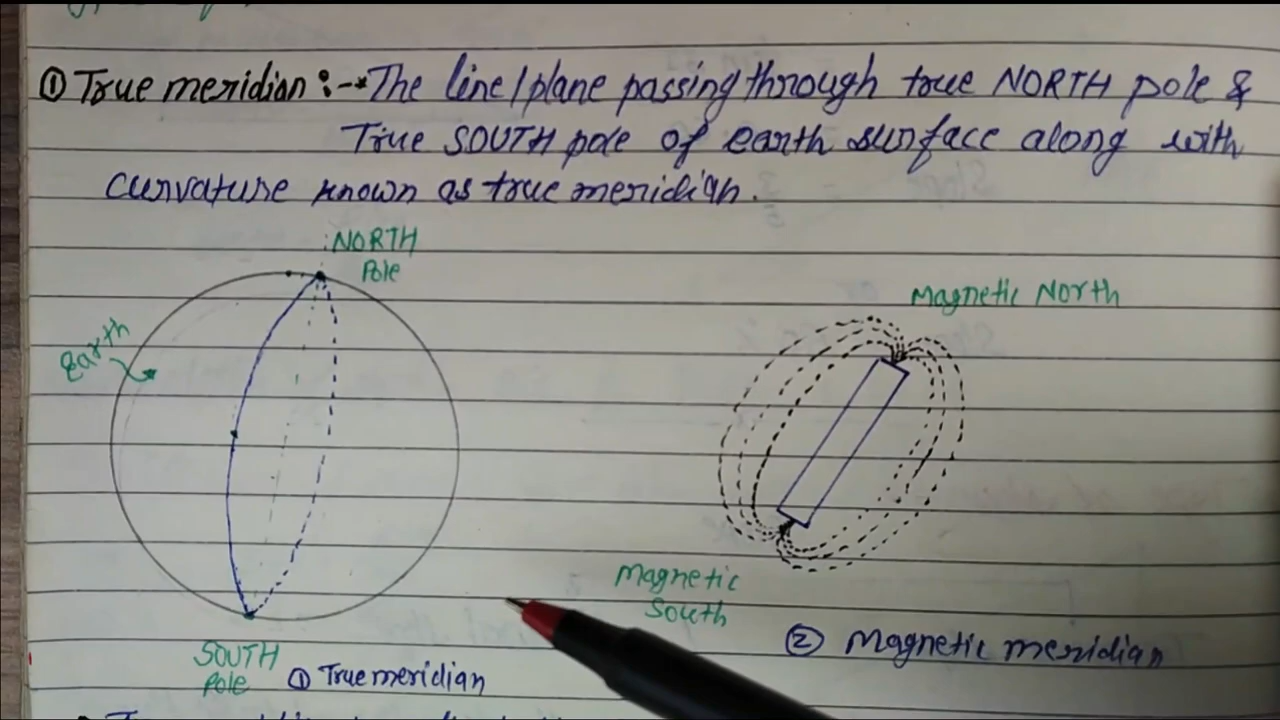 ① True meridian :-* The line/plane passing through true NORTH pole &
True SOUTH pole of earth surface along with
curvature known as true meridian.
NORTH
Pole
Earth
Magnetic North
Magnetic
South
② Magnetic meridian
SOUTH
Pole
① True meridian